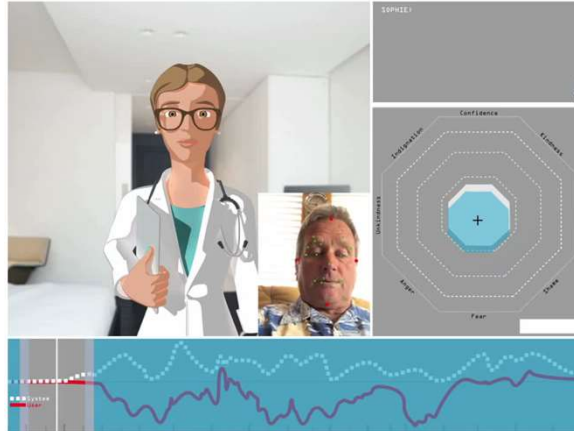 SOPHIE:
Confidence
Indignation
Kindness
Unkindness
Anger
Shame
Fear
System
User